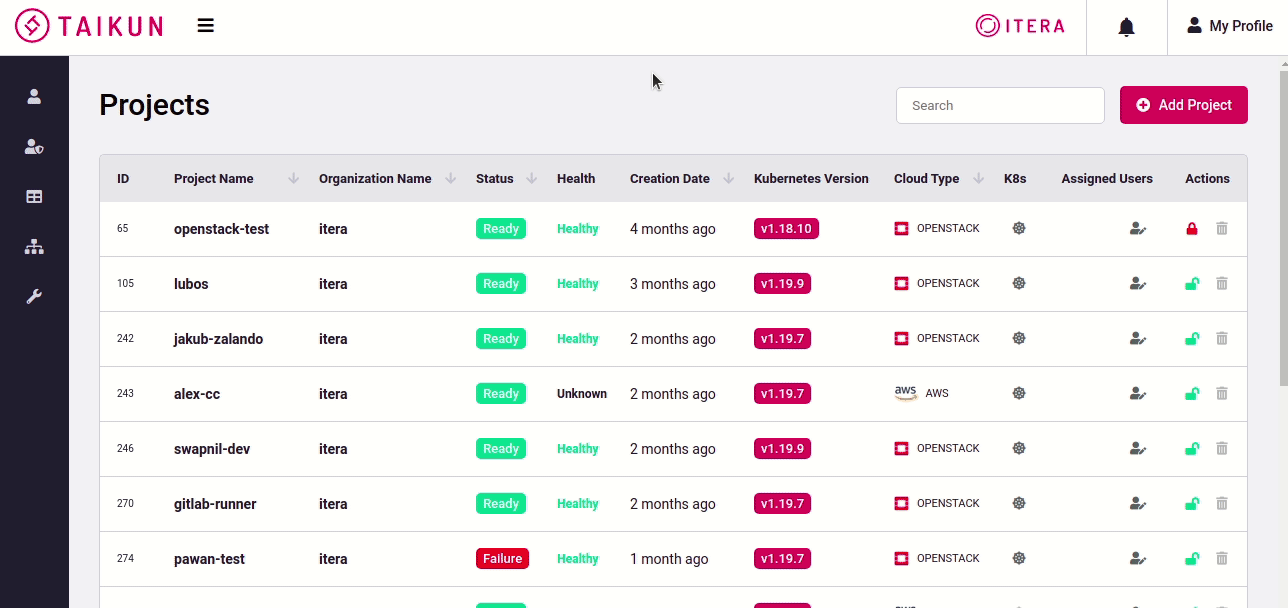 TAIKUN
ITERA
My Profile
Projects
Search
Add Project
ID Project Name Organization Name Status Health Creation Date Kubernetes Version Cloud Type K8s Assigned Users Actions
65 openstack-test itera Ready Healthy 4 months ago v1.18.10 OPENSTACK
105 lubos itera Ready Healthy 3 months ago v1.19.9 OPENSTACK
242 jakub-zalando itera Ready Healthy 2 months ago v1.19.7 OPENSTACK
243 alex-cc itera Ready Unknown 2 months ago v1.19.7 aws AWS
246 swapnil-dev itera Ready Healthy 2 months ago v1.19.9 OPENSTACK
270 gitlab-runner itera Ready Healthy 2 months ago v1.19.7 OPENSTACK
274 pawan-test itera Failure Healthy 1 month ago v1.19.7 OPENSTACK